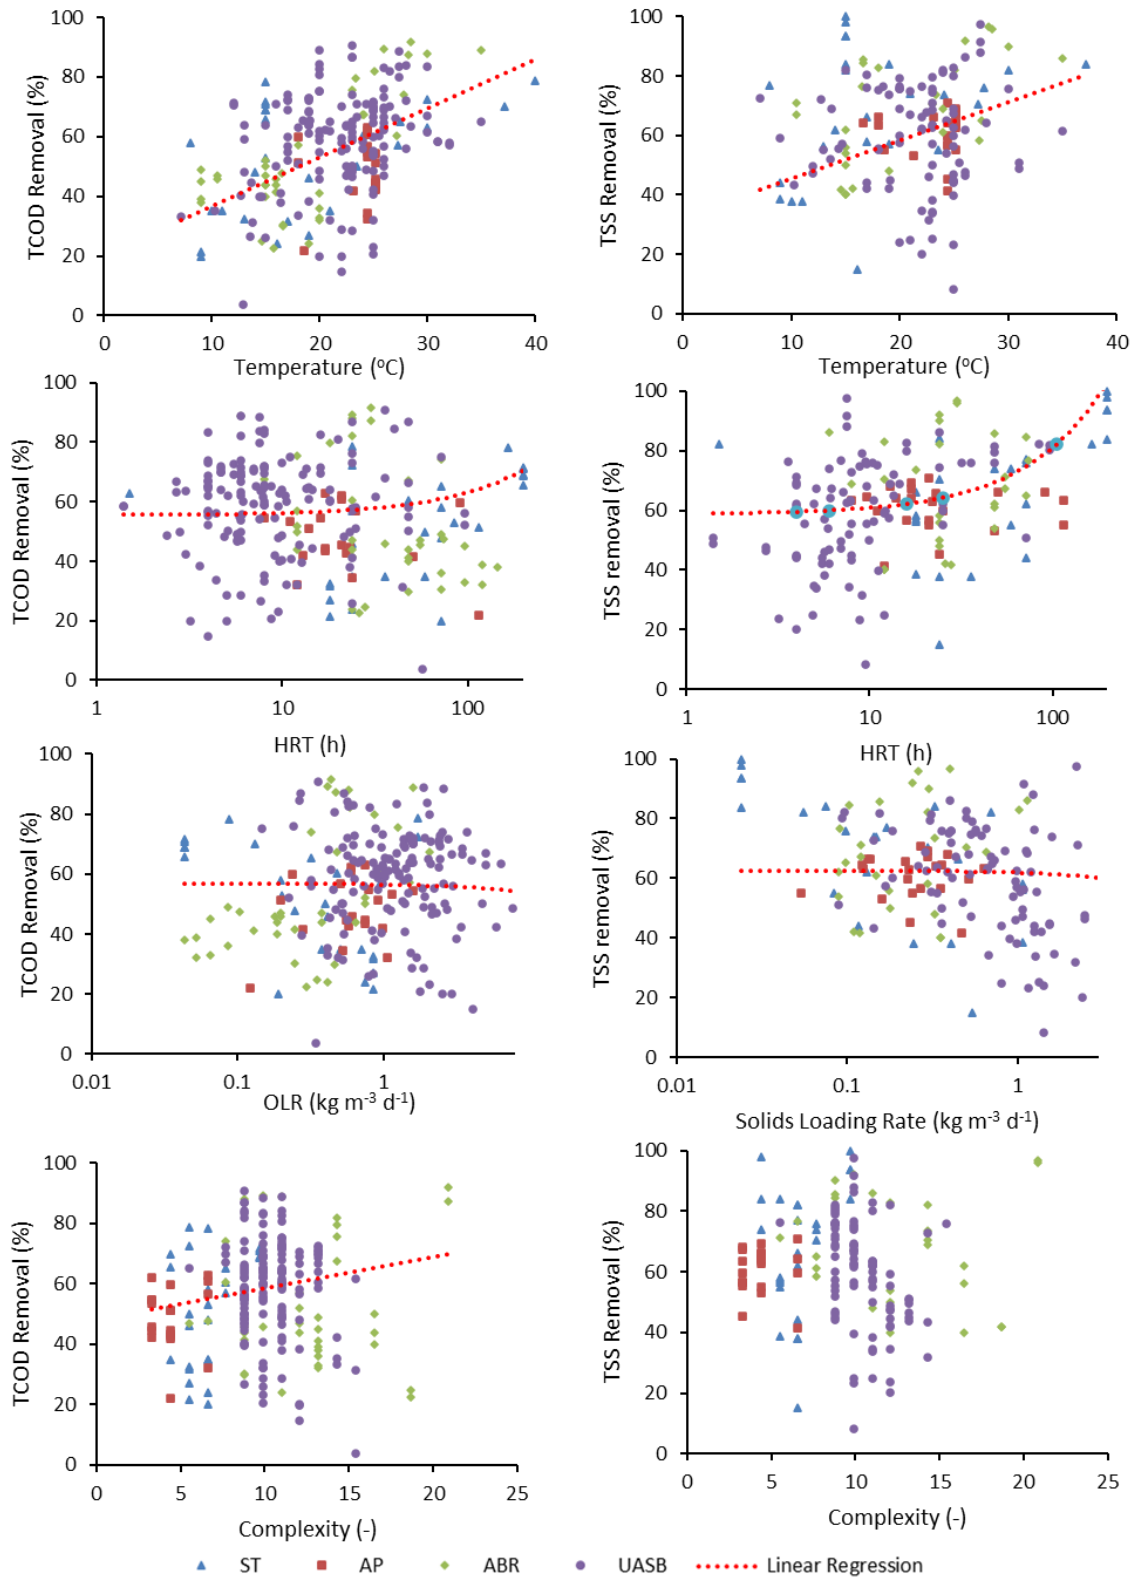 100
80
60
40
20
0
TCOD Removal (%)
0 10 20 30 40
Temperature (ºC)
100
80
60
40
20
0
TSS Removal (%)
0 10 20 30 40
Temperature (ºC)
100
80
60
40
20
0
TCOD Removal (%)
1 10 100
HRT (h)
100
80
60
40
20
0
TSS removal (%)
1 10 100
HRT (h)
100
80
60
40
20
0
TCOD Removal (%)
0.01 0.1 1
OLR (kg m⁻³ d⁻¹)
100
80
60
40
20
0
TSS removal (%)
0.01 0.1 1
Solids Loading Rate (kg m⁻³ d⁻¹)
100
80
60
40
20
0
TCOD Removal (%)
0 5 10 15 20 25
Complexity (-)
100
80
60
40
20
0
TSS Removal (%)
0 5 10 15 20 25
Complexity (-)
ST AP ABR UASB Linear Regression